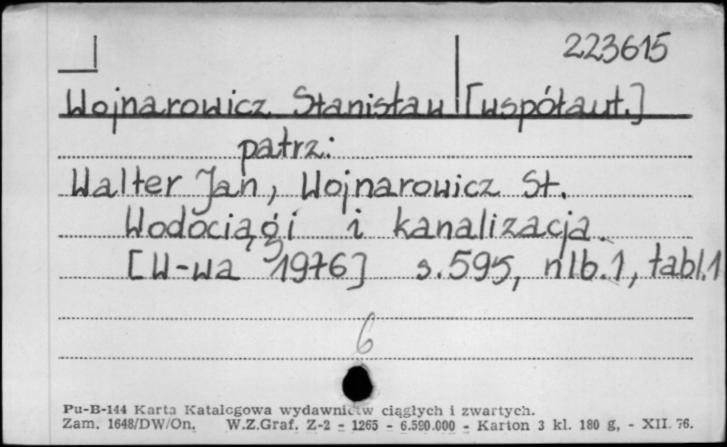 223615
Wojnarowicz Stanisław [współaut.]
patrz:
Walter Jan, Wojnarowicz St.
Wodociągi i kanalizacja.
[W-wa 1976] s. 595, nlb. 1, tabl. 1
6
Pu-B-144 Karta Katalogowa wydawnictw ciągłych i zwartych.
Zam. 1648/DW/On. W.Z.Graf. Z-2 - 1265 - 6.590.000 - Karton 3 kl. 180 g, - XII. 76.